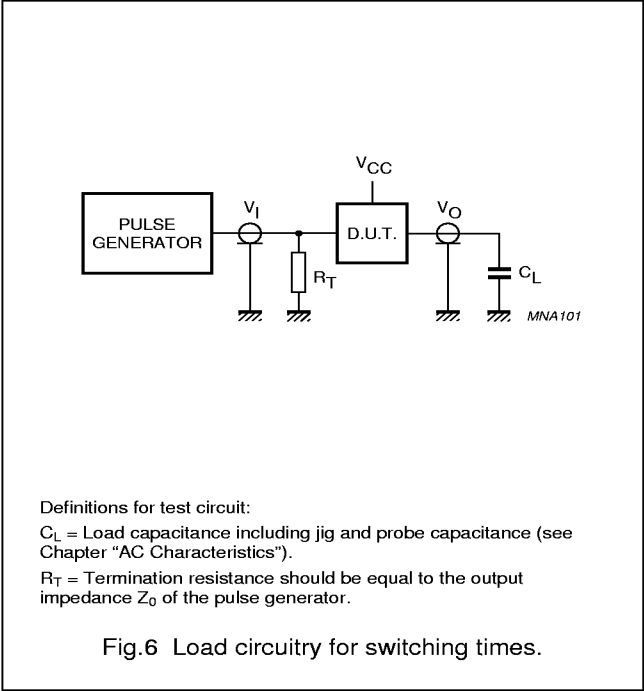 VCC
PULSE
GENERATOR
VI
D.U.T.
VO
RT
CL
MNA101
Definitions for test circuit:
CL = Load capacitance including jig and probe capacitance (see
Chapter “AC Characteristics”).
RT = Termination resistance should be equal to the output
impedance Z0 of the pulse generator.
Fig.6 Load circuitry for switching times.